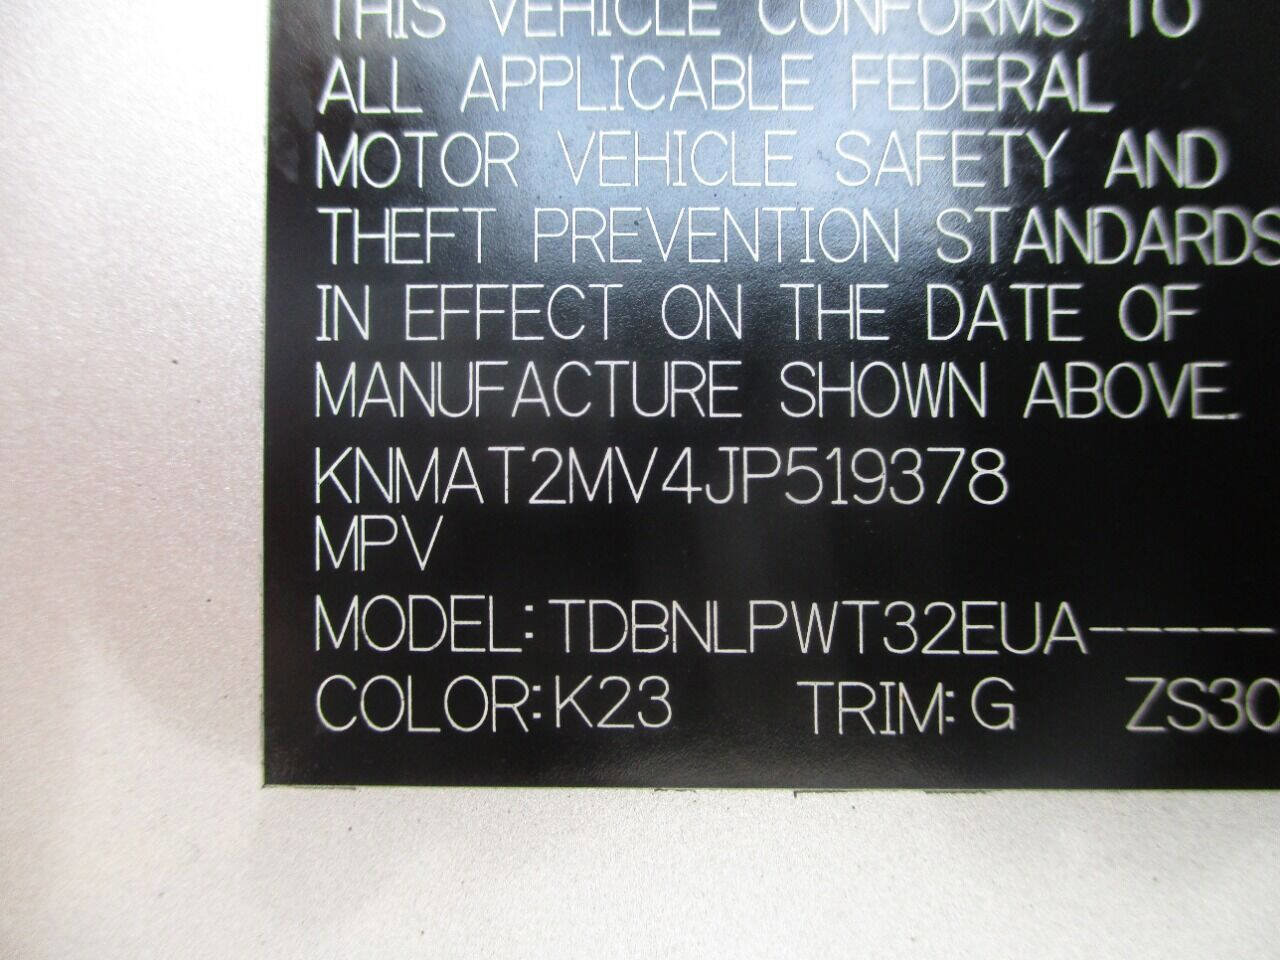 THIS VEHICLE CONFORMS TO
ALL APPLICABLE FEDERAL
MOTOR VEHICLE SAFETY AND
THEFT PREVENTION STANDARDS
IN EFFECT ON THE DATE OF
MANUFACTURE SHOWN ABOVE.
KNMAT2MV4JP519378
MPV
MODEL:TDBNLPWT32EUA-----
COLOR:K23 TRIM:G ZS30